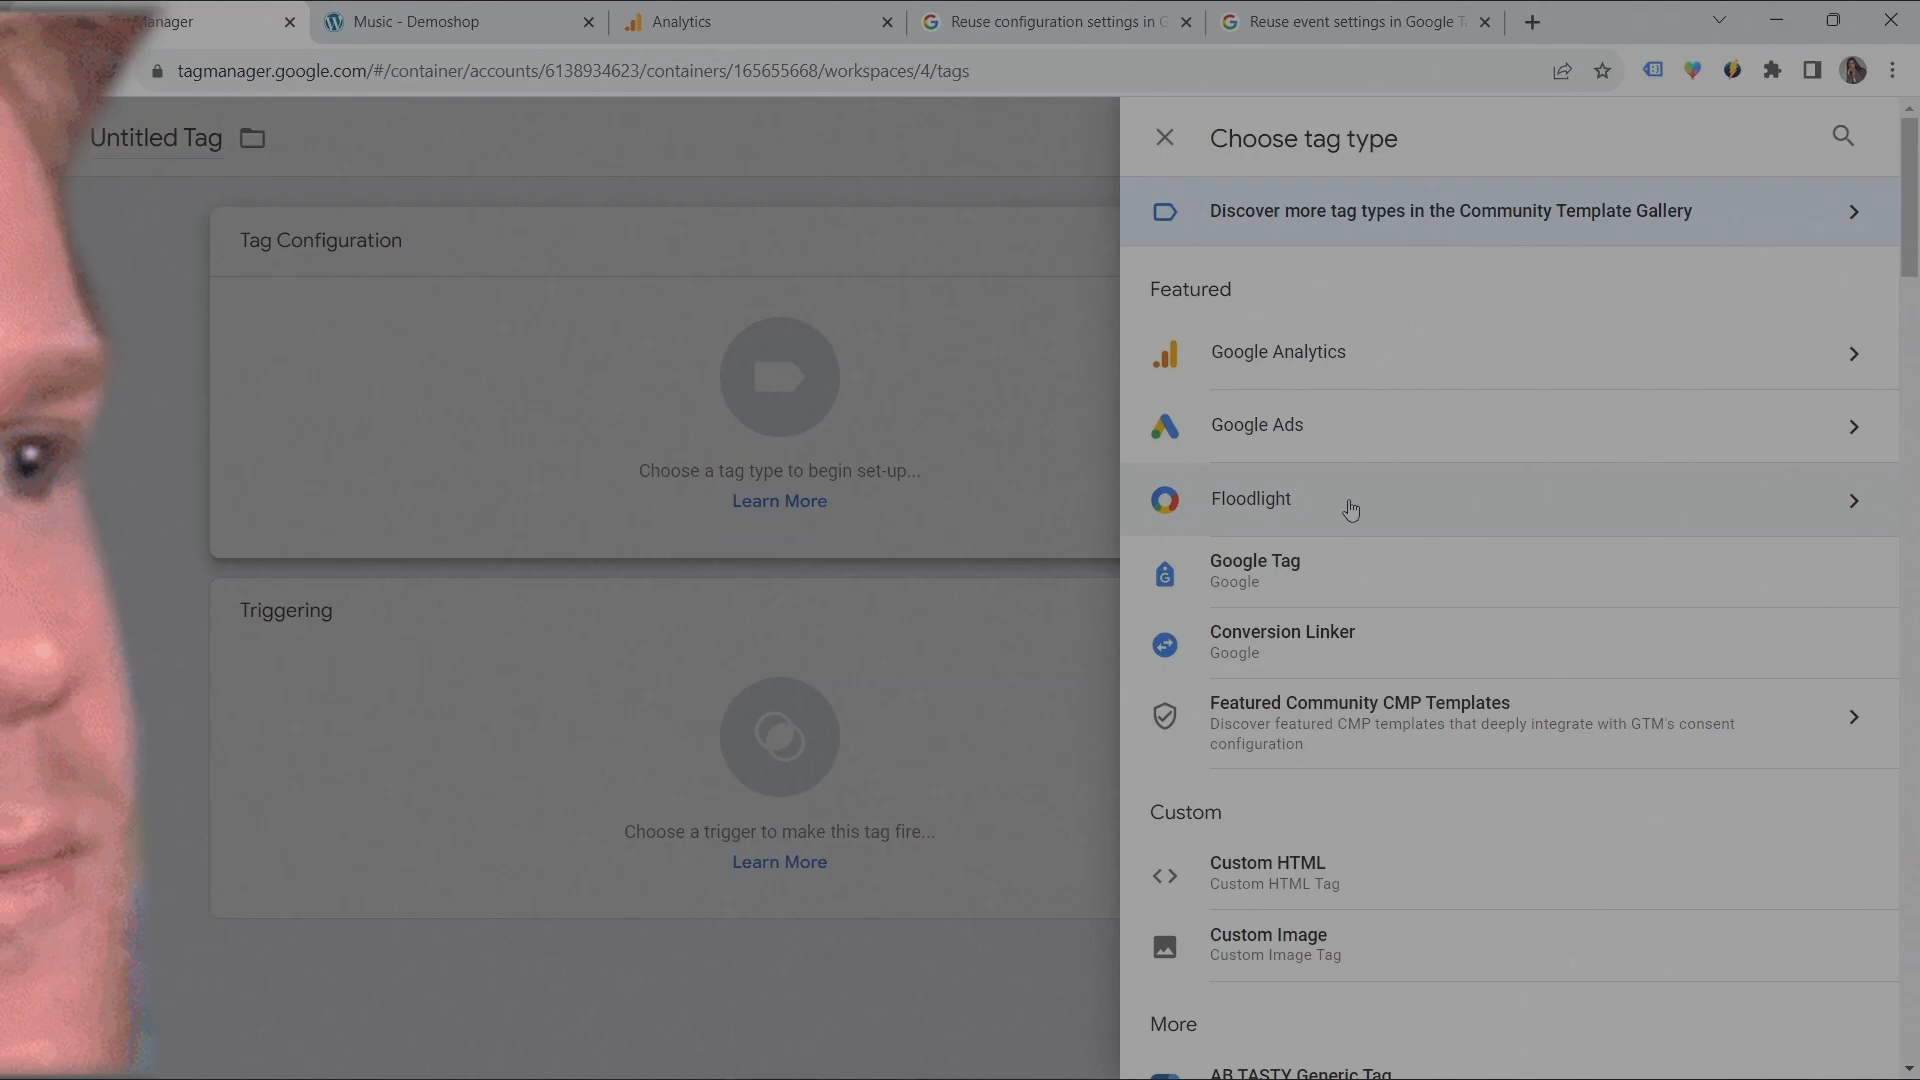 Manager
Music - Demoshop
Analytics
Reuse configuration settings in G
Reuse event settings in Google T
tagmanager.google.com/#/container/accounts/6138934623/containers/165655668/workspaces/4/tags
Untitled Tag
Tag Configuration
Choose a tag type to begin set-up...
Learn More
Triggering
Choose a trigger to make this tag fire...
Learn More
Choose tag type
Discover more tag types in the Community Template Gallery
Featured
Google Analytics
Google Ads
Floodlight
Google Tag
Google
Conversion Linker
Google
Featured Community CMP Templates
Discover featured CMP templates that deeply integrate with GTM's consent
configuration
Custom
Custom HTML
Custom HTML Tag
Custom Image
Custom Image Tag
More
AB TASTY Generic Tag